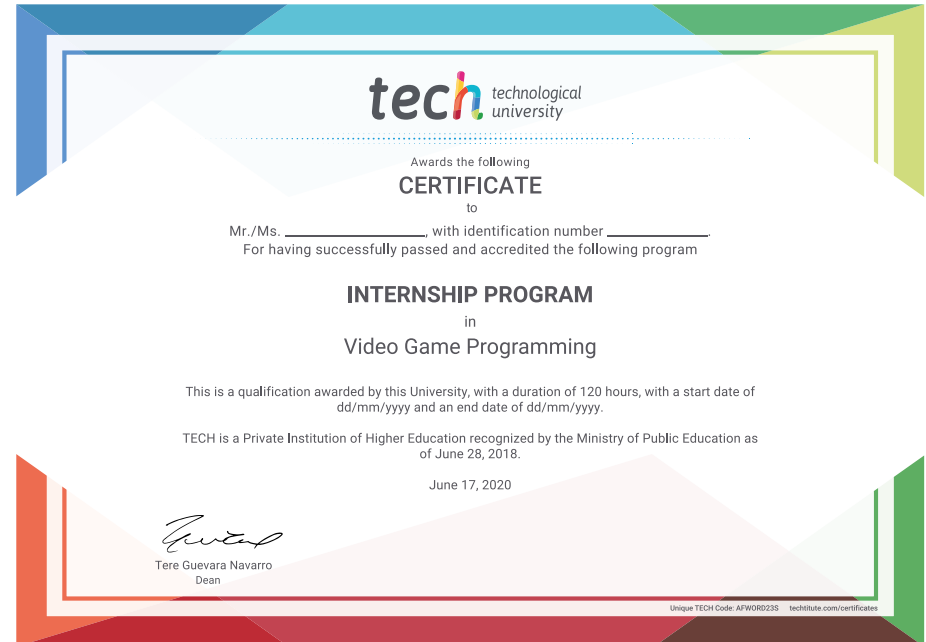 tech technological
university
Awards the following
CERTIFICATE
to
Mr./Ms. ____________________, with identification number ______________.
For having successfully passed and accredited the following program
INTERNSHIP PROGRAM
in
Video Game Programming
This is a qualification awarded by this University, with a duration of 120 hours, with a start date of
dd/mm/yyyy and an end date of dd/mm/yyyy.
TECH is a Private Institution of Higher Education recognized by the Ministry of Public Education as
of June 28, 2018.
June 17, 2020
Tere Guevara Navarro
Dean
Unique TECH Code: AFWORD23S techtitute.com/certificates